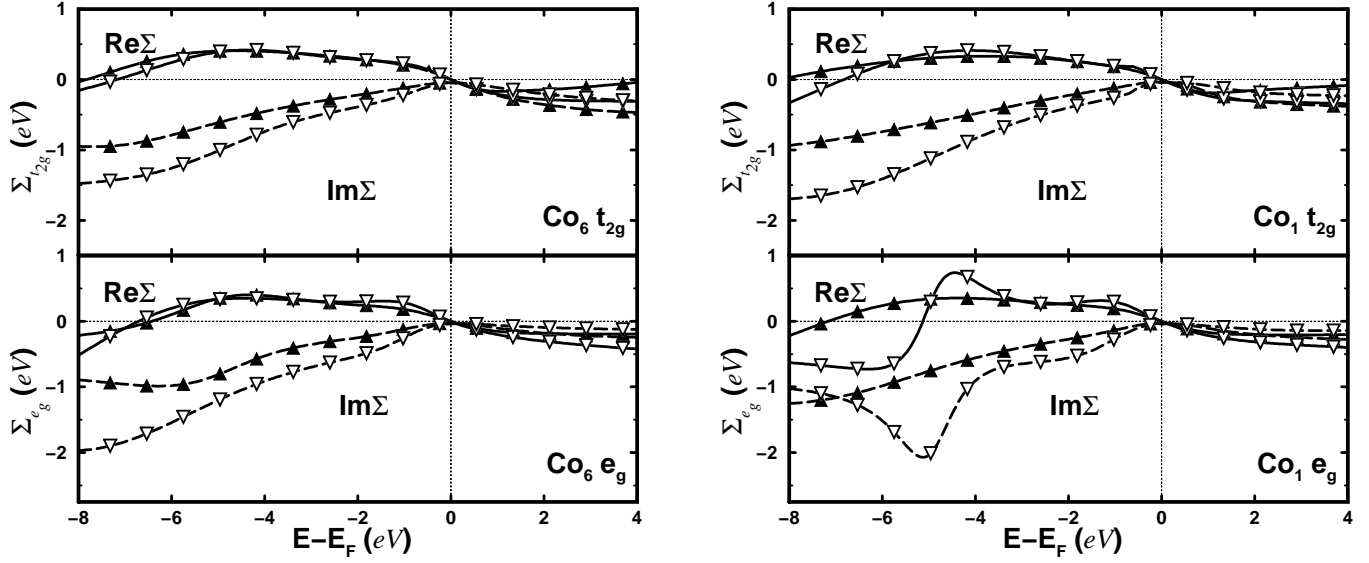 1
0
−1
−2
Σt2g (eV)
ReΣ
ImΣ
Co6 t2g
1
0
−1
−2
Σeg (eV)
ReΣ
ImΣ
Co6 eg
−8 −6 −4 −2 0 2 4
E−EF (eV)
1
0
−1
−2
Σt2g (eV)
ReΣ
ImΣ
Co1 t2g
1
0
−1
−2
Σeg (eV)
ReΣ
ImΣ
Co1 eg
−8 −6 −4 −2 0 2 4
E−EF (eV)